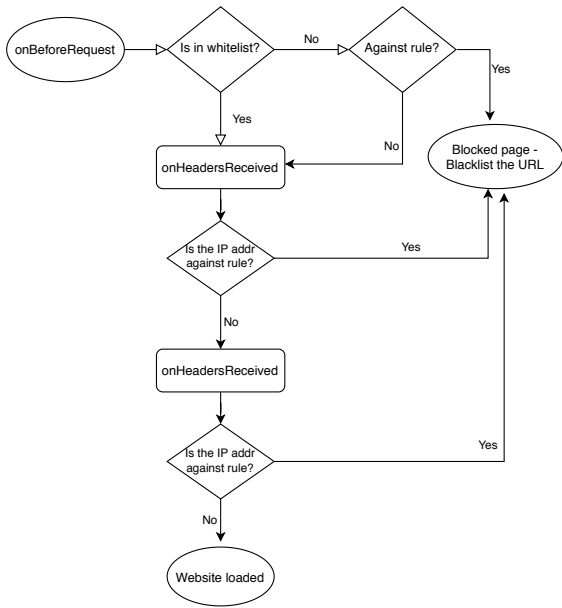 onBeforeRequest
Is in whitelist?
No
Against rule?
Yes
Yes
No
Blocked page -
Blacklist the URL
onHeadersReceived
Is the IP addr
against rule?
Yes
No
onHeadersReceived
Is the IP addr
against rule?
Yes
No
Website loaded